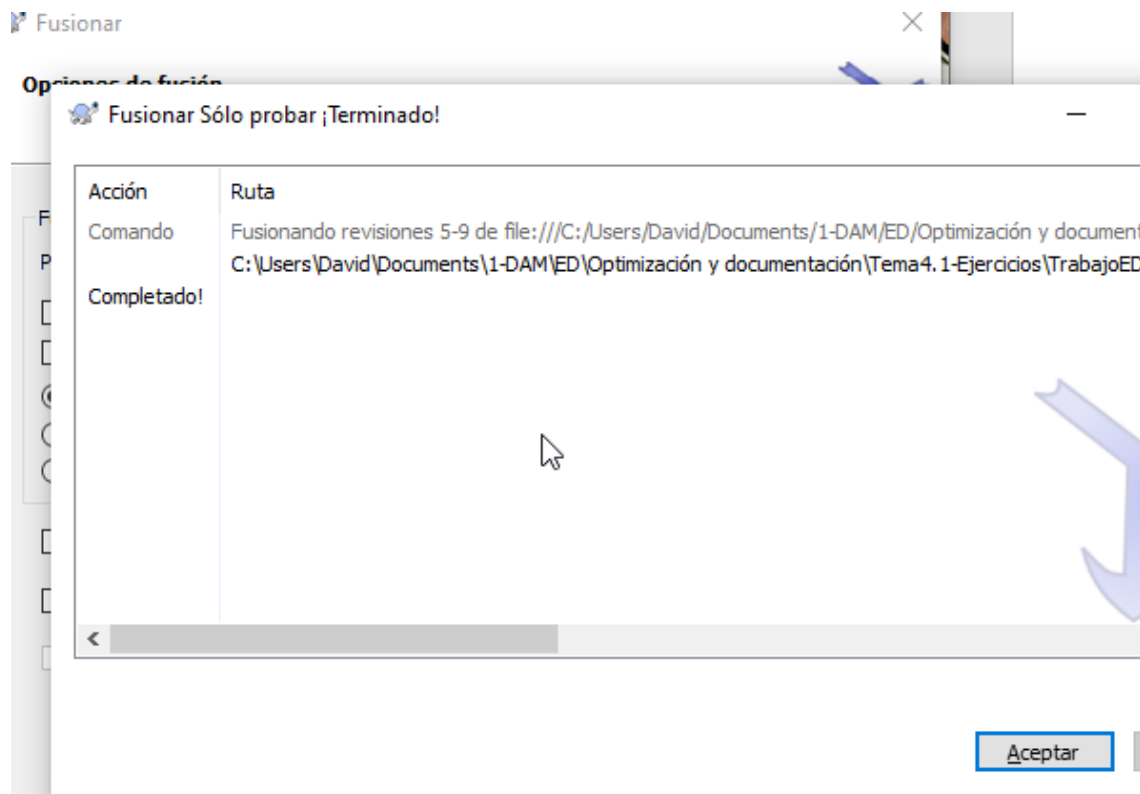 Fusionar
Opciones de fusión
Fusionar Sólo probar ¡Terminado!
Acción Ruta
Comando Fusionando revisiones 5-9 de file:///C:/Users/David/Documents/1-DAM/ED/Optimización y document
C:\Users\David\Documents\1-DAM\ED\Optimización y documentación\Tema4.1-Ejercicios\TrabajoED
Completado!
F
P
Aceptar